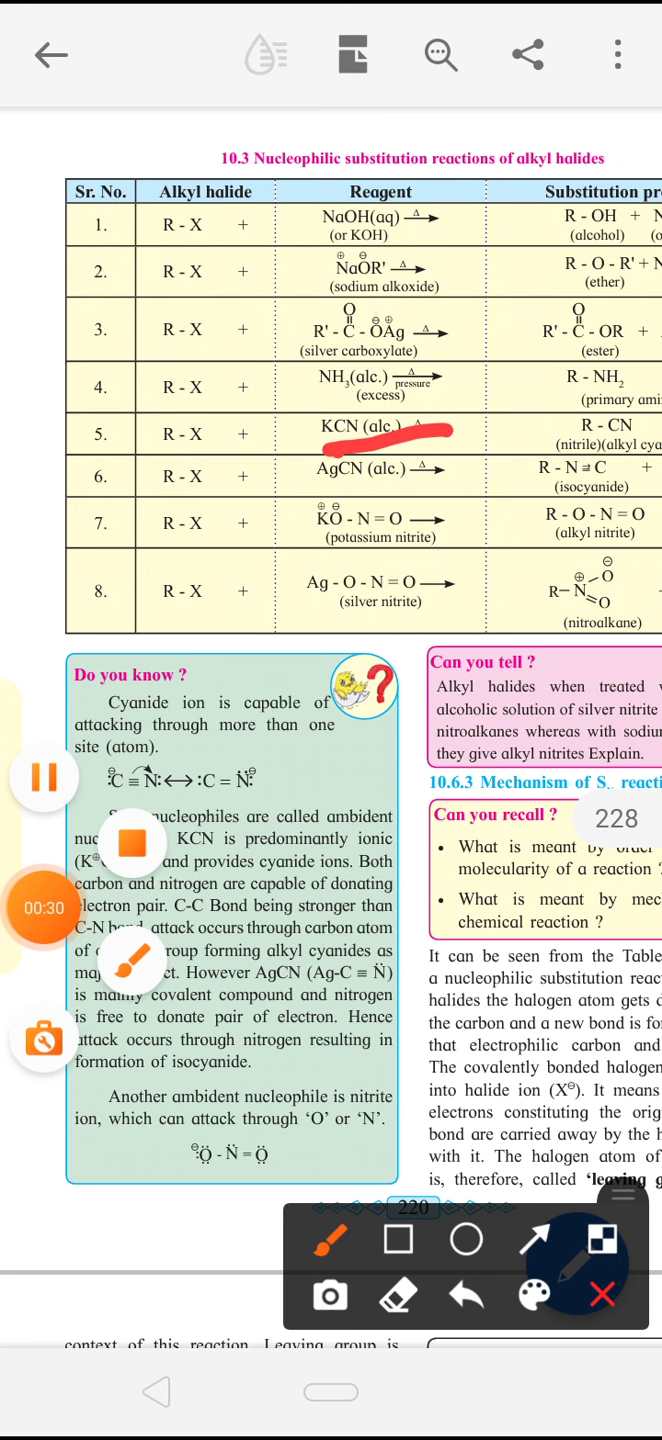 10.3 Nucleophilic substitution reactions of alkyl halides
Sr. No. Alkyl halide Reagent Substitution pr
1. R - X + NaOH(aq) —Δ→ R - OH + N
(or KOH) (alcohol) (o
2. R - X + Na⊕O⊖R' —Δ→ R - O - R' + N
(sodium alkoxide) (ether)
3. R - X + R' - C(=O) - O⊖Ag⊕ —Δ→ R' - C(=O) - OR +
(silver carboxylate) (ester)
4. R - X + NH₃(alc.) —Δ/pressure→ R - NH₂
(excess) (primary ami
5. R - X + KCN (alc.) R - CN
(nitrile)(alkyl cya
6. R - X + AgCN (alc.) —Δ→ R - N≡C +
(isocyanide)
7. R - X + K⊕O⊖ - N = O → R - O - N = O
(potassium nitrite) (alkyl nitrite)
8. R - X + Ag - O - N = O → R—N⊕(–O⊖)=O
(silver nitrite) (nitroalkane)
Do you know ?
Cyanide ion is capable of
attacking through more than one
site (atom).
⊖:C ≡ N: ⟷ :C = N̈:⊖
nucleophiles are called ambident
nuc KCN is predominantly ionic
(K⊕ and provides cyanide ions. Both
carbon and nitrogen are capable of donating
electron pair. C-C Bond being stronger than
C-N bond, attack occurs through carbon atom
of roup forming alkyl cyanides as
maj ct. However AgCN (Ag-C ≡ N̈)
is mainly covalent compound and nitrogen
is free to donate pair of electron. Hence
attack occurs through nitrogen resulting in
formation of isocyanide.
Another ambident nucleophile is nitrite
ion, which can attack through ‘O’ or ‘N’.
⊖:Ö - N̈ = Ö
Can you tell ?
Alkyl halides when treated
alcoholic solution of silver nitrite
nitroalkanes whereas with sodiu
they give alkyl nitrites Explain.
10.6.3 Mechanism of S reacti
Can you recall ?
• What is meant by order
molecularity of a reaction
• What is meant by mec
chemical reaction ?
228
It can be seen from the Table
a nucleophilic substitution reac
halides the halogen atom gets d
the carbon and a new bond is fo
that electrophilic carbon and
The covalently bonded halogen
into halide ion (X⊖). It means
electrons constituting the orig
bond are carried away by the h
with it. The halogen atom of
is, therefore, called ‘leaving g
00:30
220
context of this reaction. Leaving group is